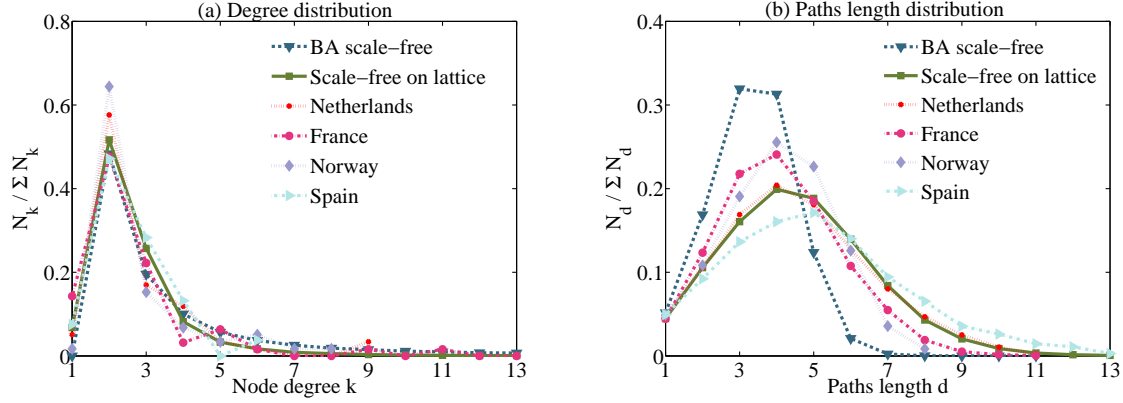 (a) Degree distribution
N_k / Σ N_k
0.8
0.6
0.4
0.2
0
1 3 5 7 9 11 13
Node degree k
BA scale−free
Scale−free on lattice
Netherlands
France
Norway
Spain
(b) Paths length distribution
N_d / Σ N_d
0.4
0.3
0.2
0.1
0
1 3 5 7 9 11 13
Paths length d
BA scale−free
Scale−free on lattice
Netherlands
France
Norway
Spain